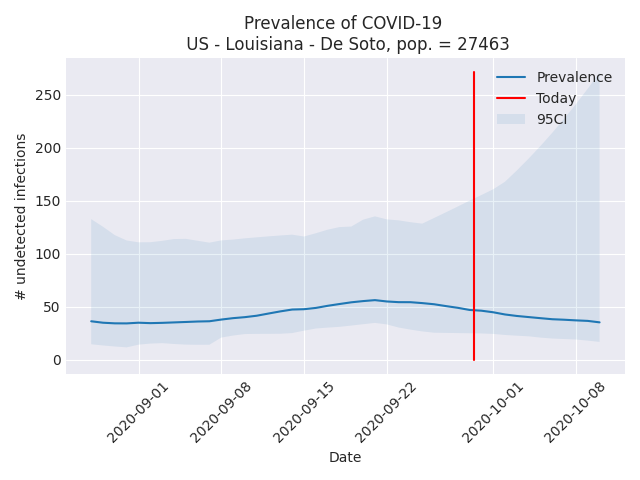 Prevalence of COVID-19
US - Louisiana - De Soto, pop. = 27463
Prevalence
Today
95CI
# undetected infections
250
200
150
100
50
0
2020-09-01
2020-09-08
2020-09-15
2020-09-22
2020-10-01
2020-10-08
Date